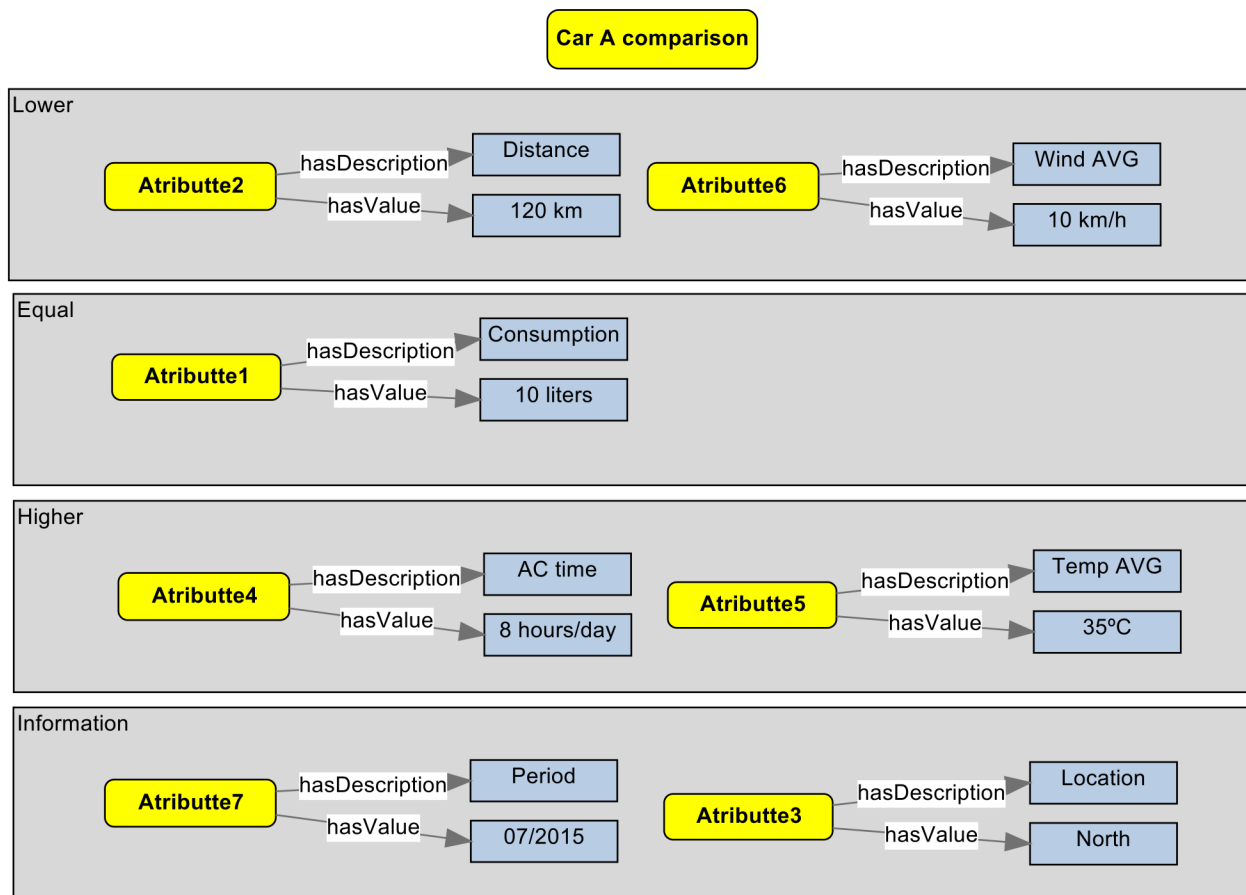 Car A comparison
Lower
Atributte2
hasDescription
Distance
hasValue
120 km
Atributte6
hasDescription
Wind AVG
hasValue
10 km/h
Equal
Atributte1
hasDescription
Consumption
hasValue
10 liters
Higher
Atributte4
hasDescription
AC time
hasValue
8 hours/day
Atributte5
hasDescription
Temp AVG
hasValue
35ºC
Information
Atributte7
hasDescription
Period
hasValue
07/2015
Atributte3
hasDescription
Location
hasValue
North